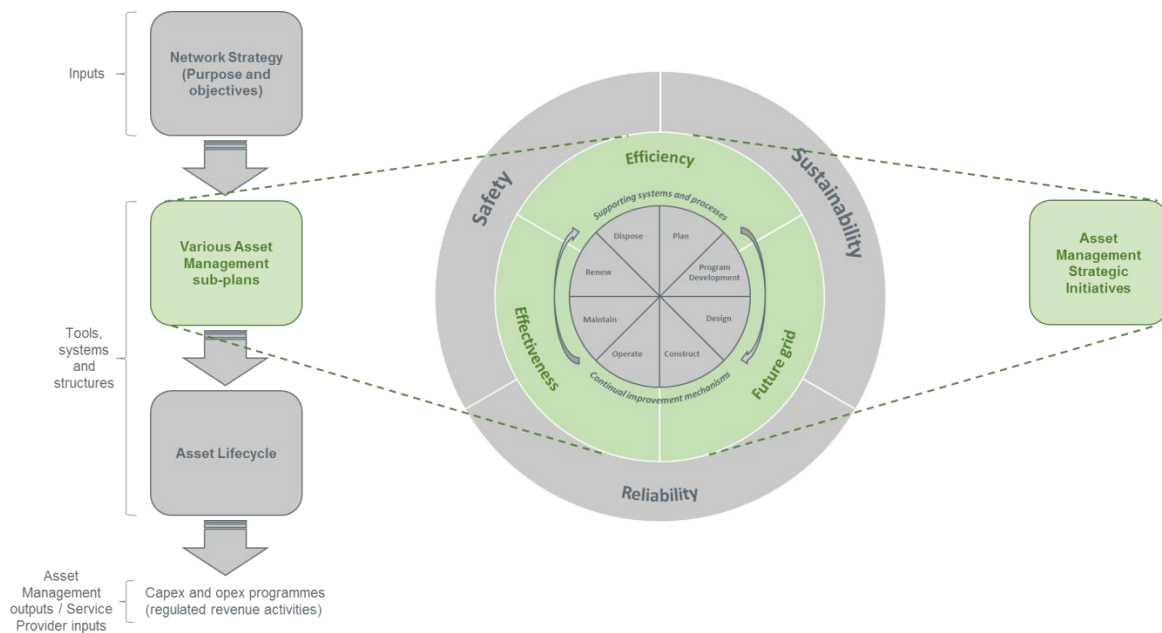 Inputs
Network Strategy
(Purpose and
objectives)
Tools,
systems
and
structures
Various Asset
Management
sub-plans
Asset Lifecycle
Asset
Management
outputs / Service
Provider inputs
Capex and opex programmes
(regulated revenue activities)
Safety
Sustainability
Reliability
Efficiency
Effectiveness
Future grid
Supporting systems and processes
Dispose
Plan
Renew
Program
Development
Maintain
Design
Operate
Construct
Continual improvement mechanisms
Asset
Management
Strategic
Initiatives